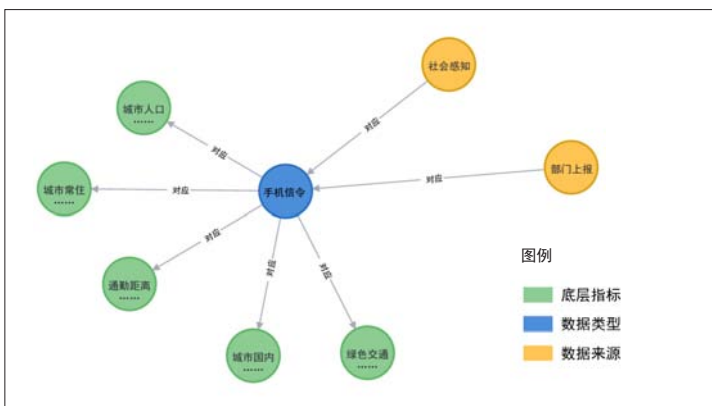 社会感知
城市人口
……
对应
对应
部门上报
对应
城市常住
……
对应
手机信令
对应
通勤距离
……
对应
对应
图例
底层指标
数据类型
数据来源
城市国内
……
绿色交通
……